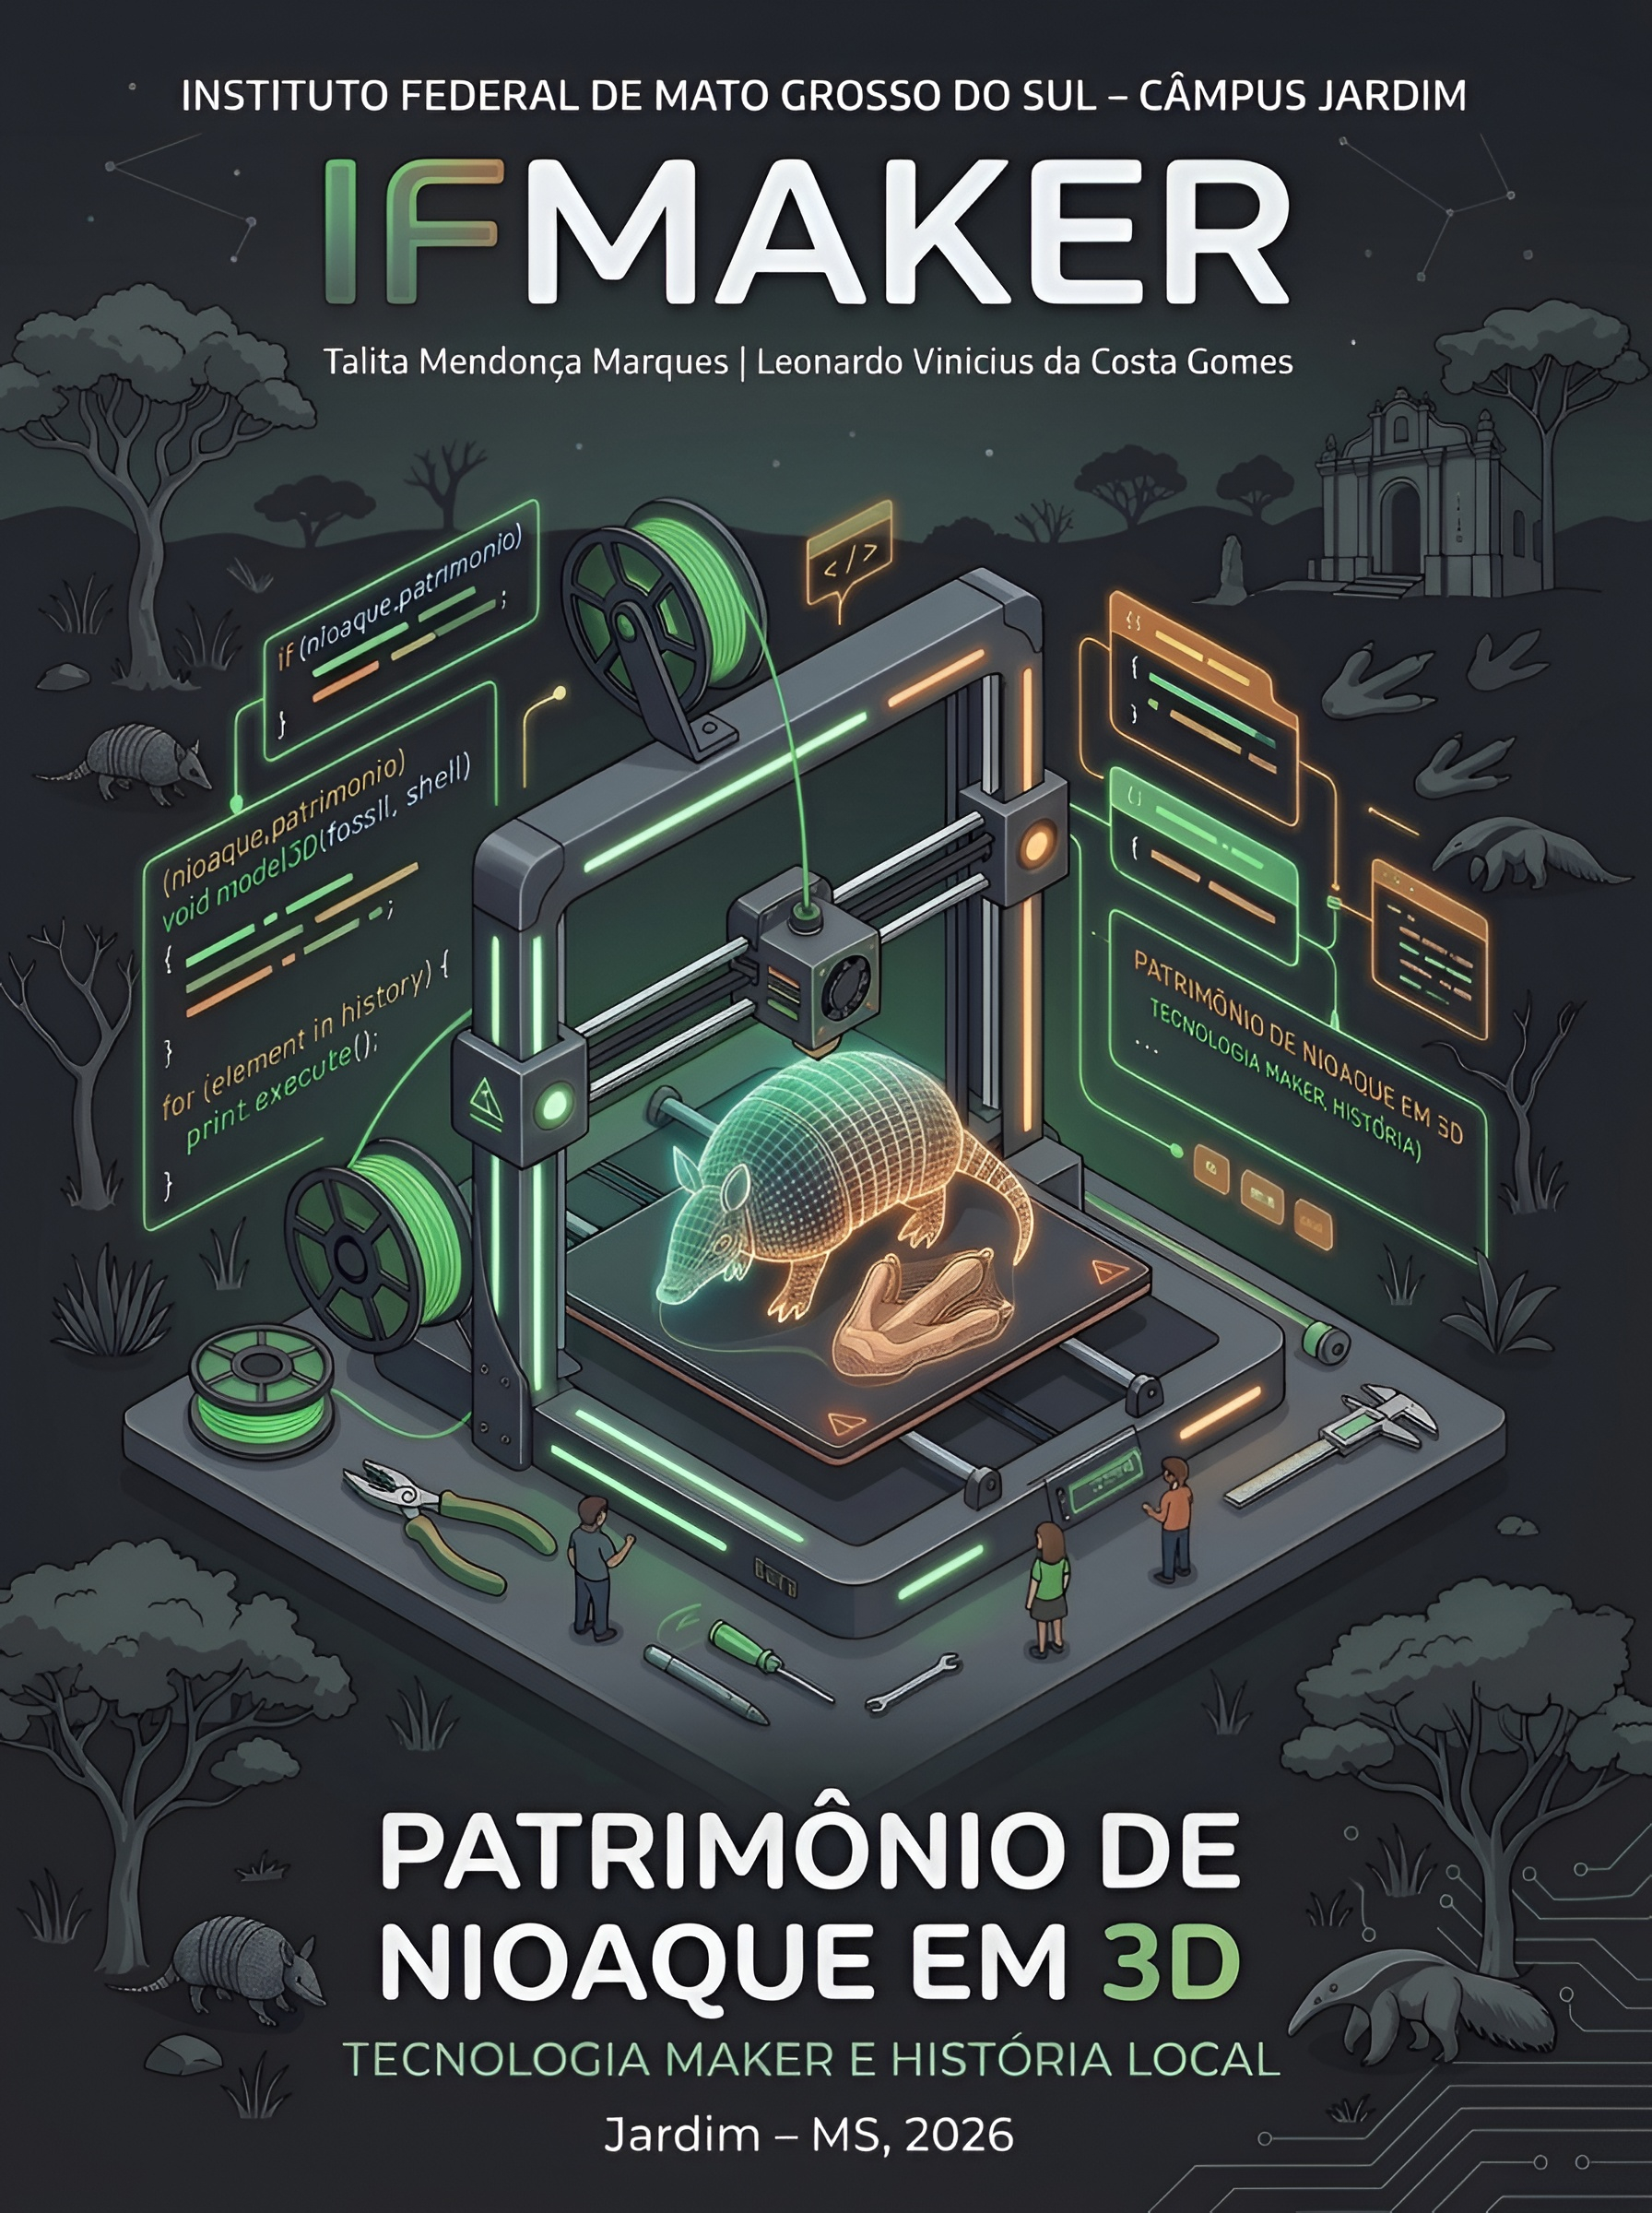 INSTITUTO FEDERAL DE MATO GROSSO DO SUL – CÂMPUS JARDIM
IFMAKER
Talita Mendonça Marques | Leonardo Vinicius da Costa Gomes
if (nioaque.patrimonio)
;
}
</>
(nioaque.patrimonio)
void model3D(fossil, shell)
{
;
}
for (element in history) {
print execute();
}
{
}
{
PATRIMÔNIO DE NIOAQUE EM 3D
TECNOLOGIA MAKER, HISTÓRIA)
...
PATRIMÔNIO DE
NIOAQUE EM 3D
TECNOLOGIA MAKER E HISTÓRIA LOCAL
Jardim – MS, 2026